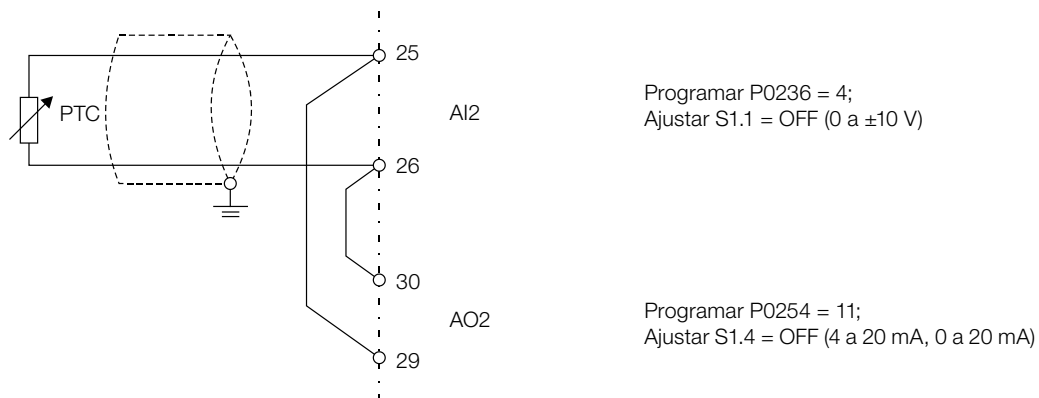 25
PTC
AI2
Programar P0236 = 4;
Ajustar S1.1 = OFF (0 a ±10 V)
26
30
AO2
Programar P0254 = 11;
Ajustar S1.4 = OFF (4 a 20 mA, 0 a 20 mA)
29